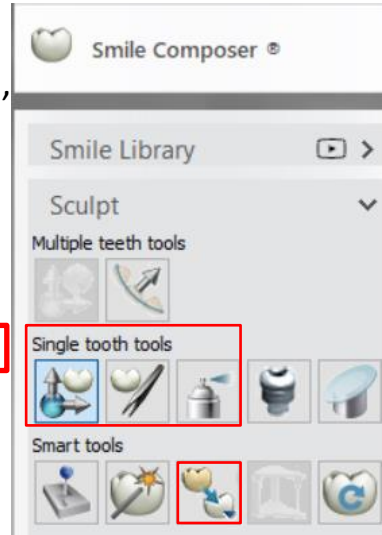 Smile Composer ®
,
Smile Library
Sculpt
Multiple teeth tools
Single tooth tools
Smart tools